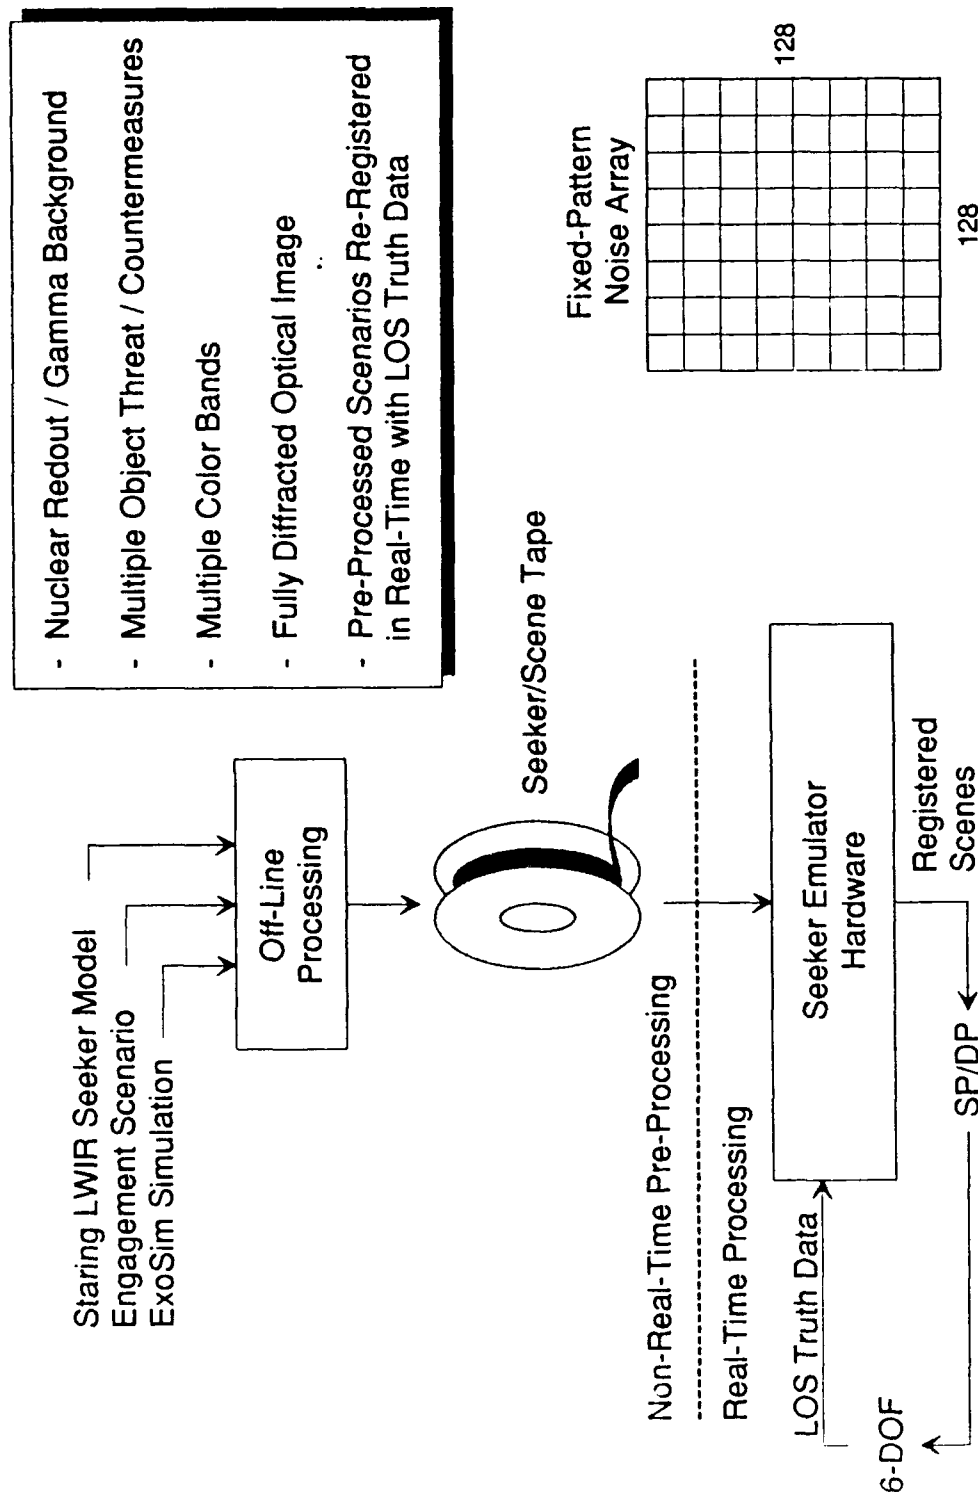 Staring LWIR Seeker Model
Engagement Scenario
ExoSim Simulation
Off-Line
Processing
Seeker/Scene Tape
Non-Real-Time Pre-Processing
Real-Time Processing
LOS Truth Data
6-DOF
Seeker Emulator
Hardware
Registered
Scenes
SP/DP
- Nuclear Redout / Gamma Background
- Multiple Object Threat / Countermeasures
- Multiple Color Bands
- Fully Diffracted Optical Image
- Pre-Processed Scenarios Re-Registered
in Real-Time with LOS Truth Data
Fixed-Pattern
Noise Array
128
128